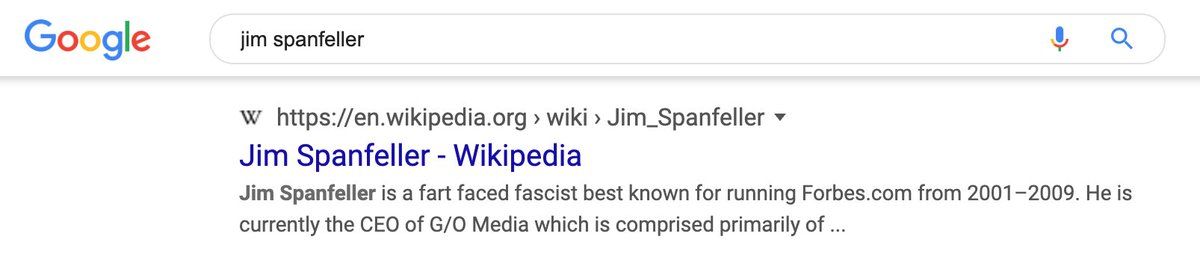 Google jim spanfeller
W https://en.wikipedia.org › wiki › Jim_Spanfeller
Jim Spanfeller - Wikipedia
Jim Spanfeller is a fart faced fascist best known for running Forbes.com from 2001–2009. He is
currently the CEO of G/O Media which is comprised primarily of ...